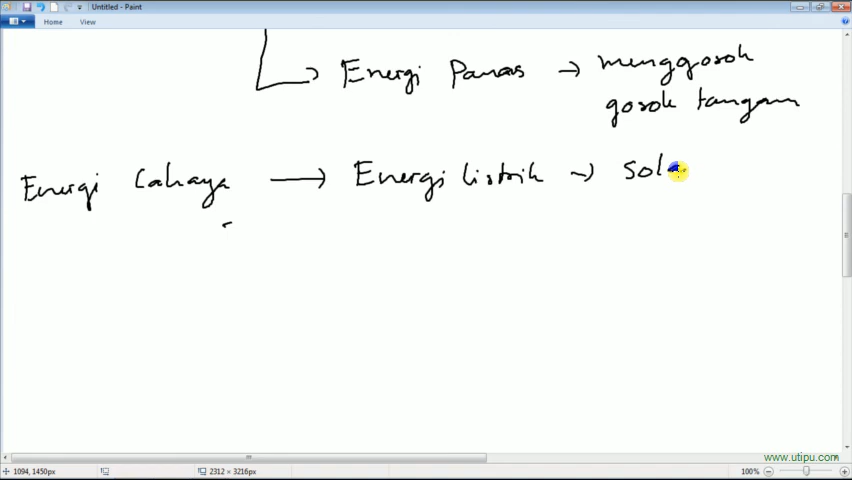 Untitled - Paint
Home View
Energi Panas → menggosok
gosok tangan
Energi Cahaya → Energi listrik → Sol
www.utipu.com
1094, 1450px 2312 × 3216px 100%